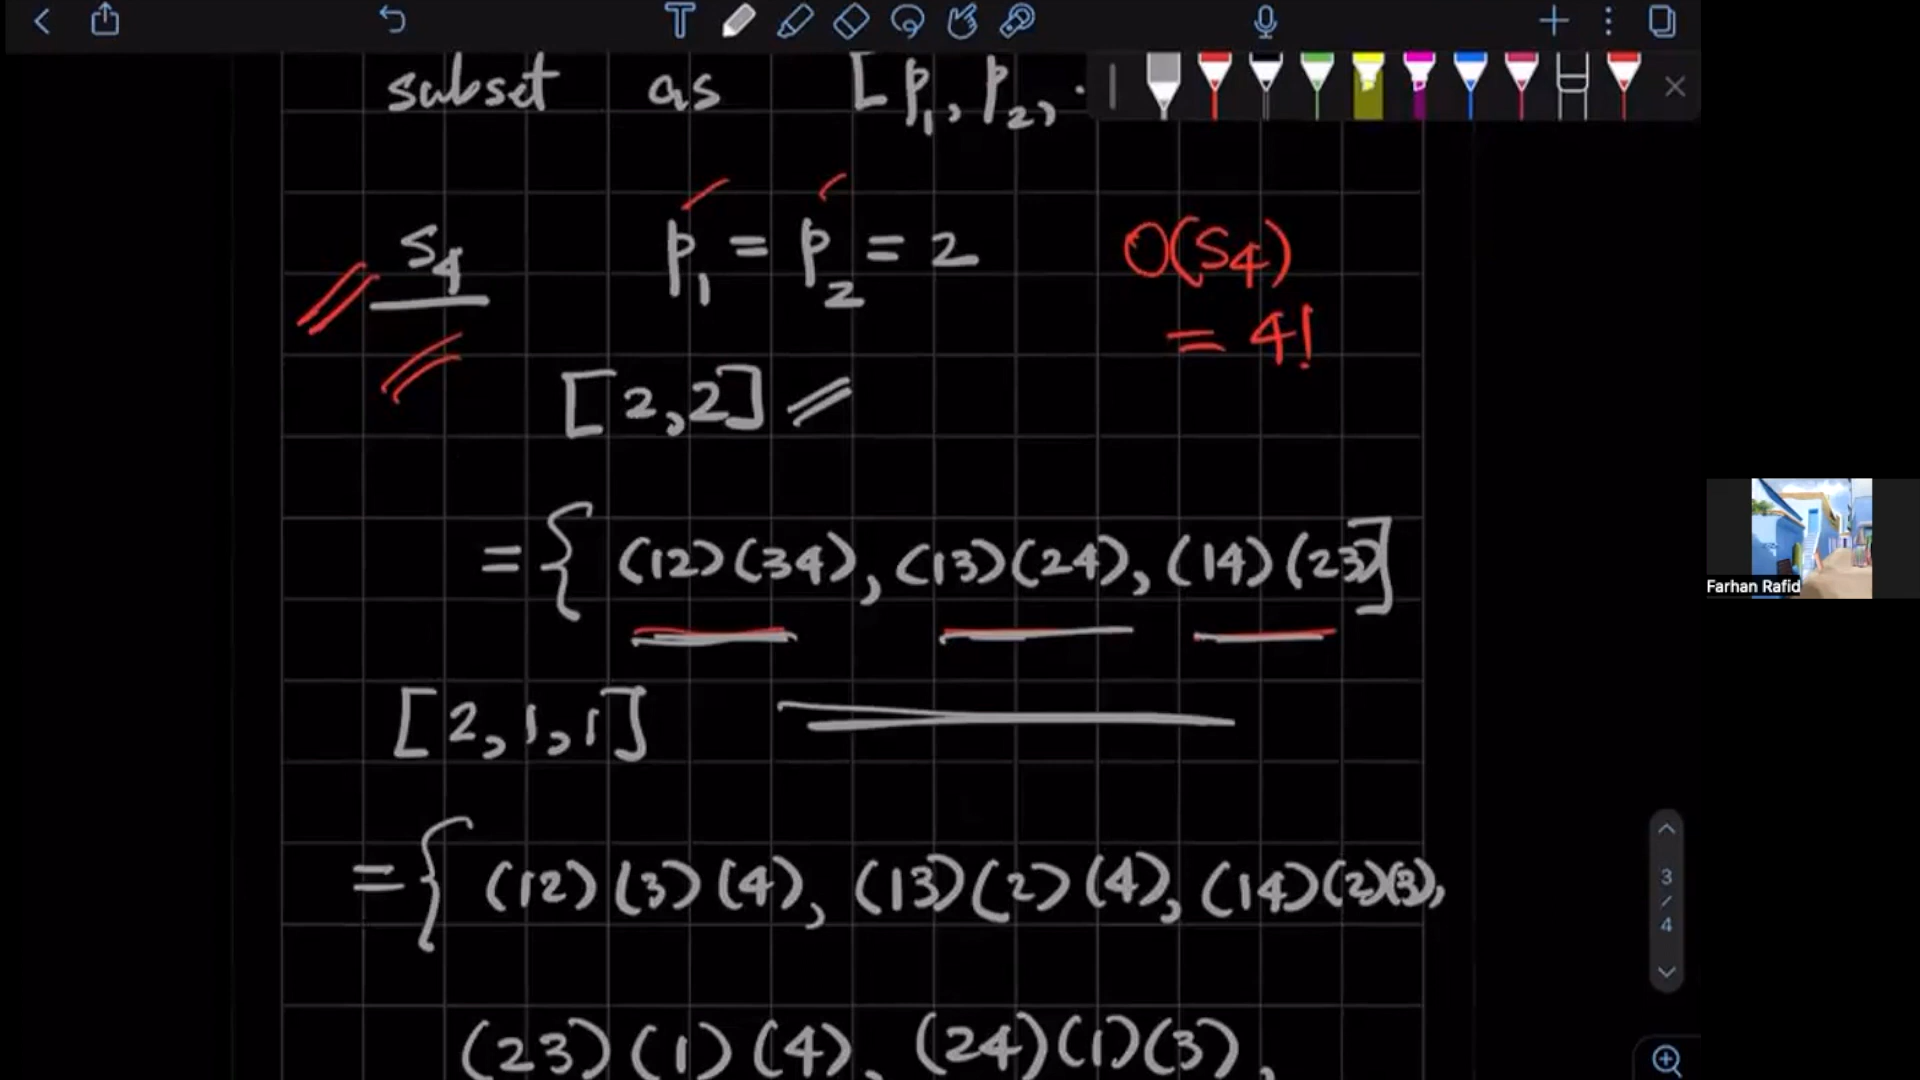 subset as [p₁, p₂, .
S₄ p₁ = p₂ = 2 O(S₄)
= 4!
[2,2]
= { (12)(34), (13)(24), (14)(23)]
Farhan Rafid
[2,1,1]
= { (12)(3)(4), (13)(2)(4), (14)(2)(3),
3
/
4
(23)(1)(4), (24)(1)(3),